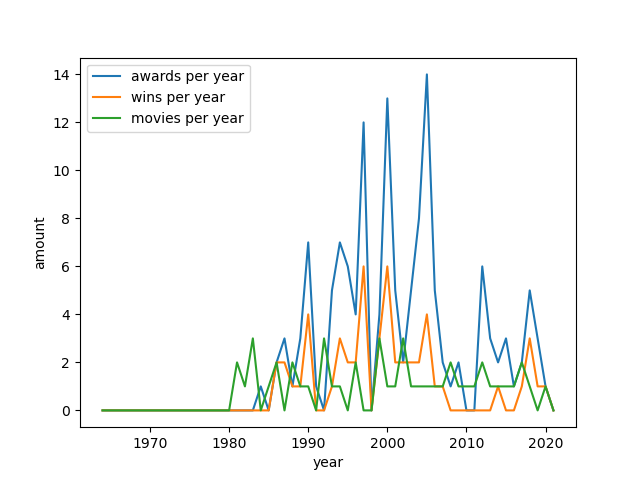 awards per year
wins per year
movies per year
14
12
10
8
6
4
2
0
amount
1970
1980
1990
2000
2010
2020
year